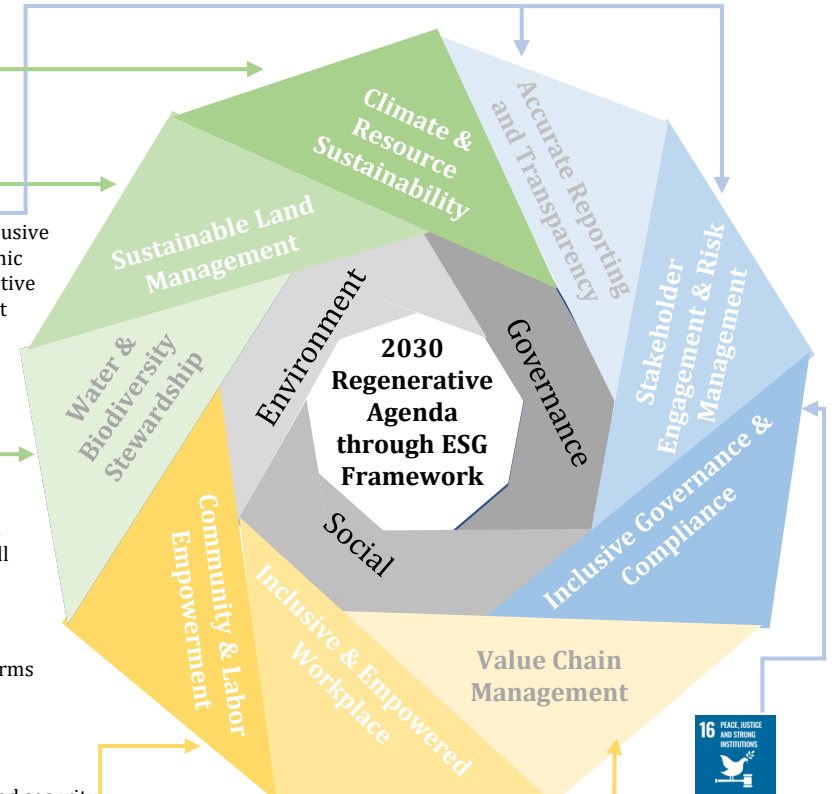 Climate &
Resource
Sustainability
Accurate Reporting
and Transparency
Sustainable Land
Management
Stakeholder
Engagement & Risk
Management
Water &
Biodiversity
Stewardship
Environment
Governance
Social
2030
Regenerative
Agenda
through ESG
Framework
Inclusive Governance &
Compliance
Community & Labor
Empowerment
Inclusive & Empowered
Workplace
Value Chain
Management
16 PEACE, JUSTICE
AND STRONG
INSTITUTIONS